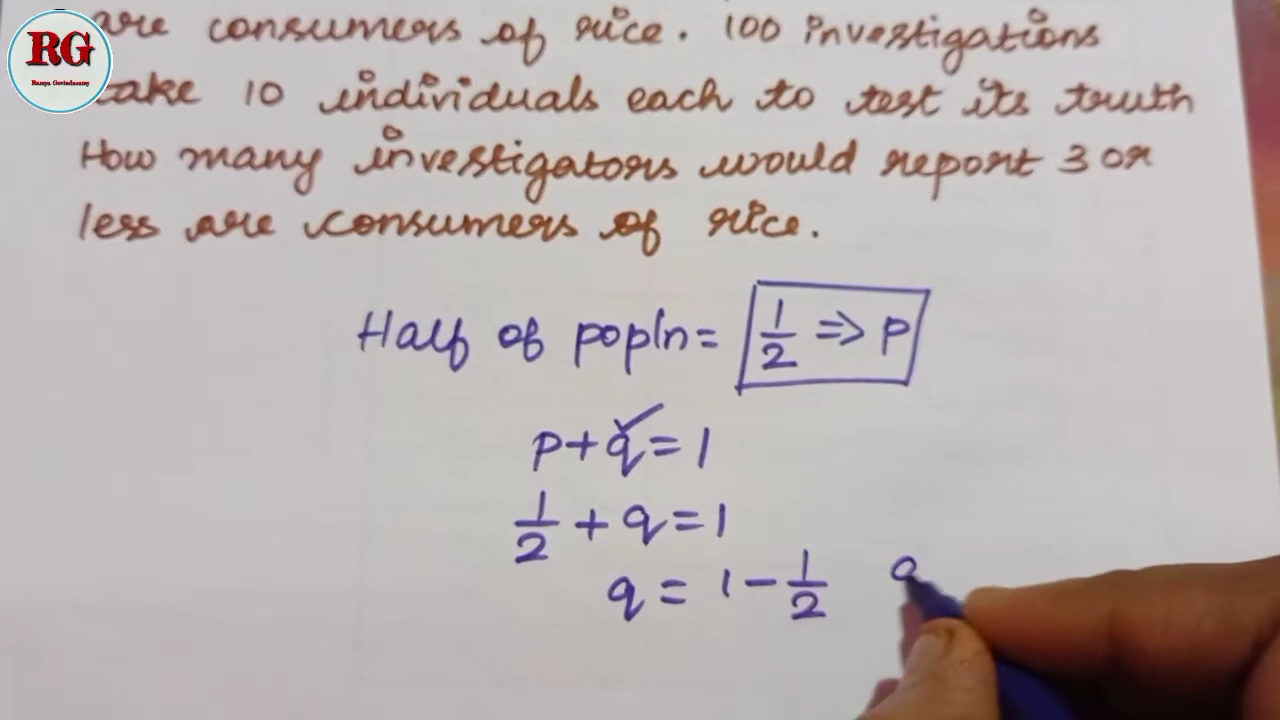 RG
Ramya Govindasamy
are consumers of rice. 100 investigations
take 10 individuals each to test its truth
How many investigators would report 3 or
less are consumers of rice.
Half of popln = 1/2 => P
P + q = 1
1/2 + q = 1
q = 1 - 1/2